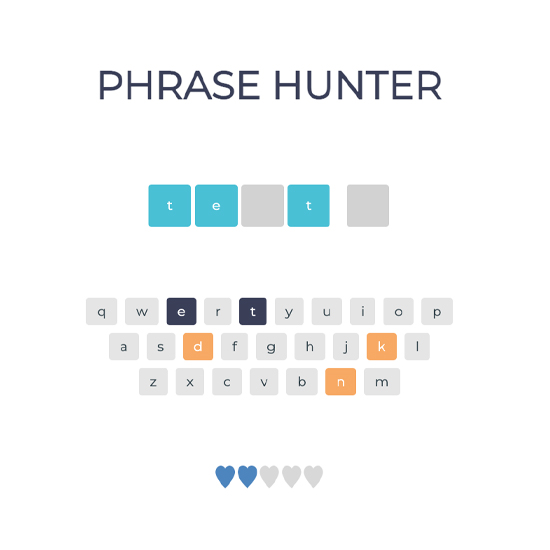 PHRASE HUNTER
t e t
q w e r t y u i o p
a s d f g h j k l
z x c v b n m